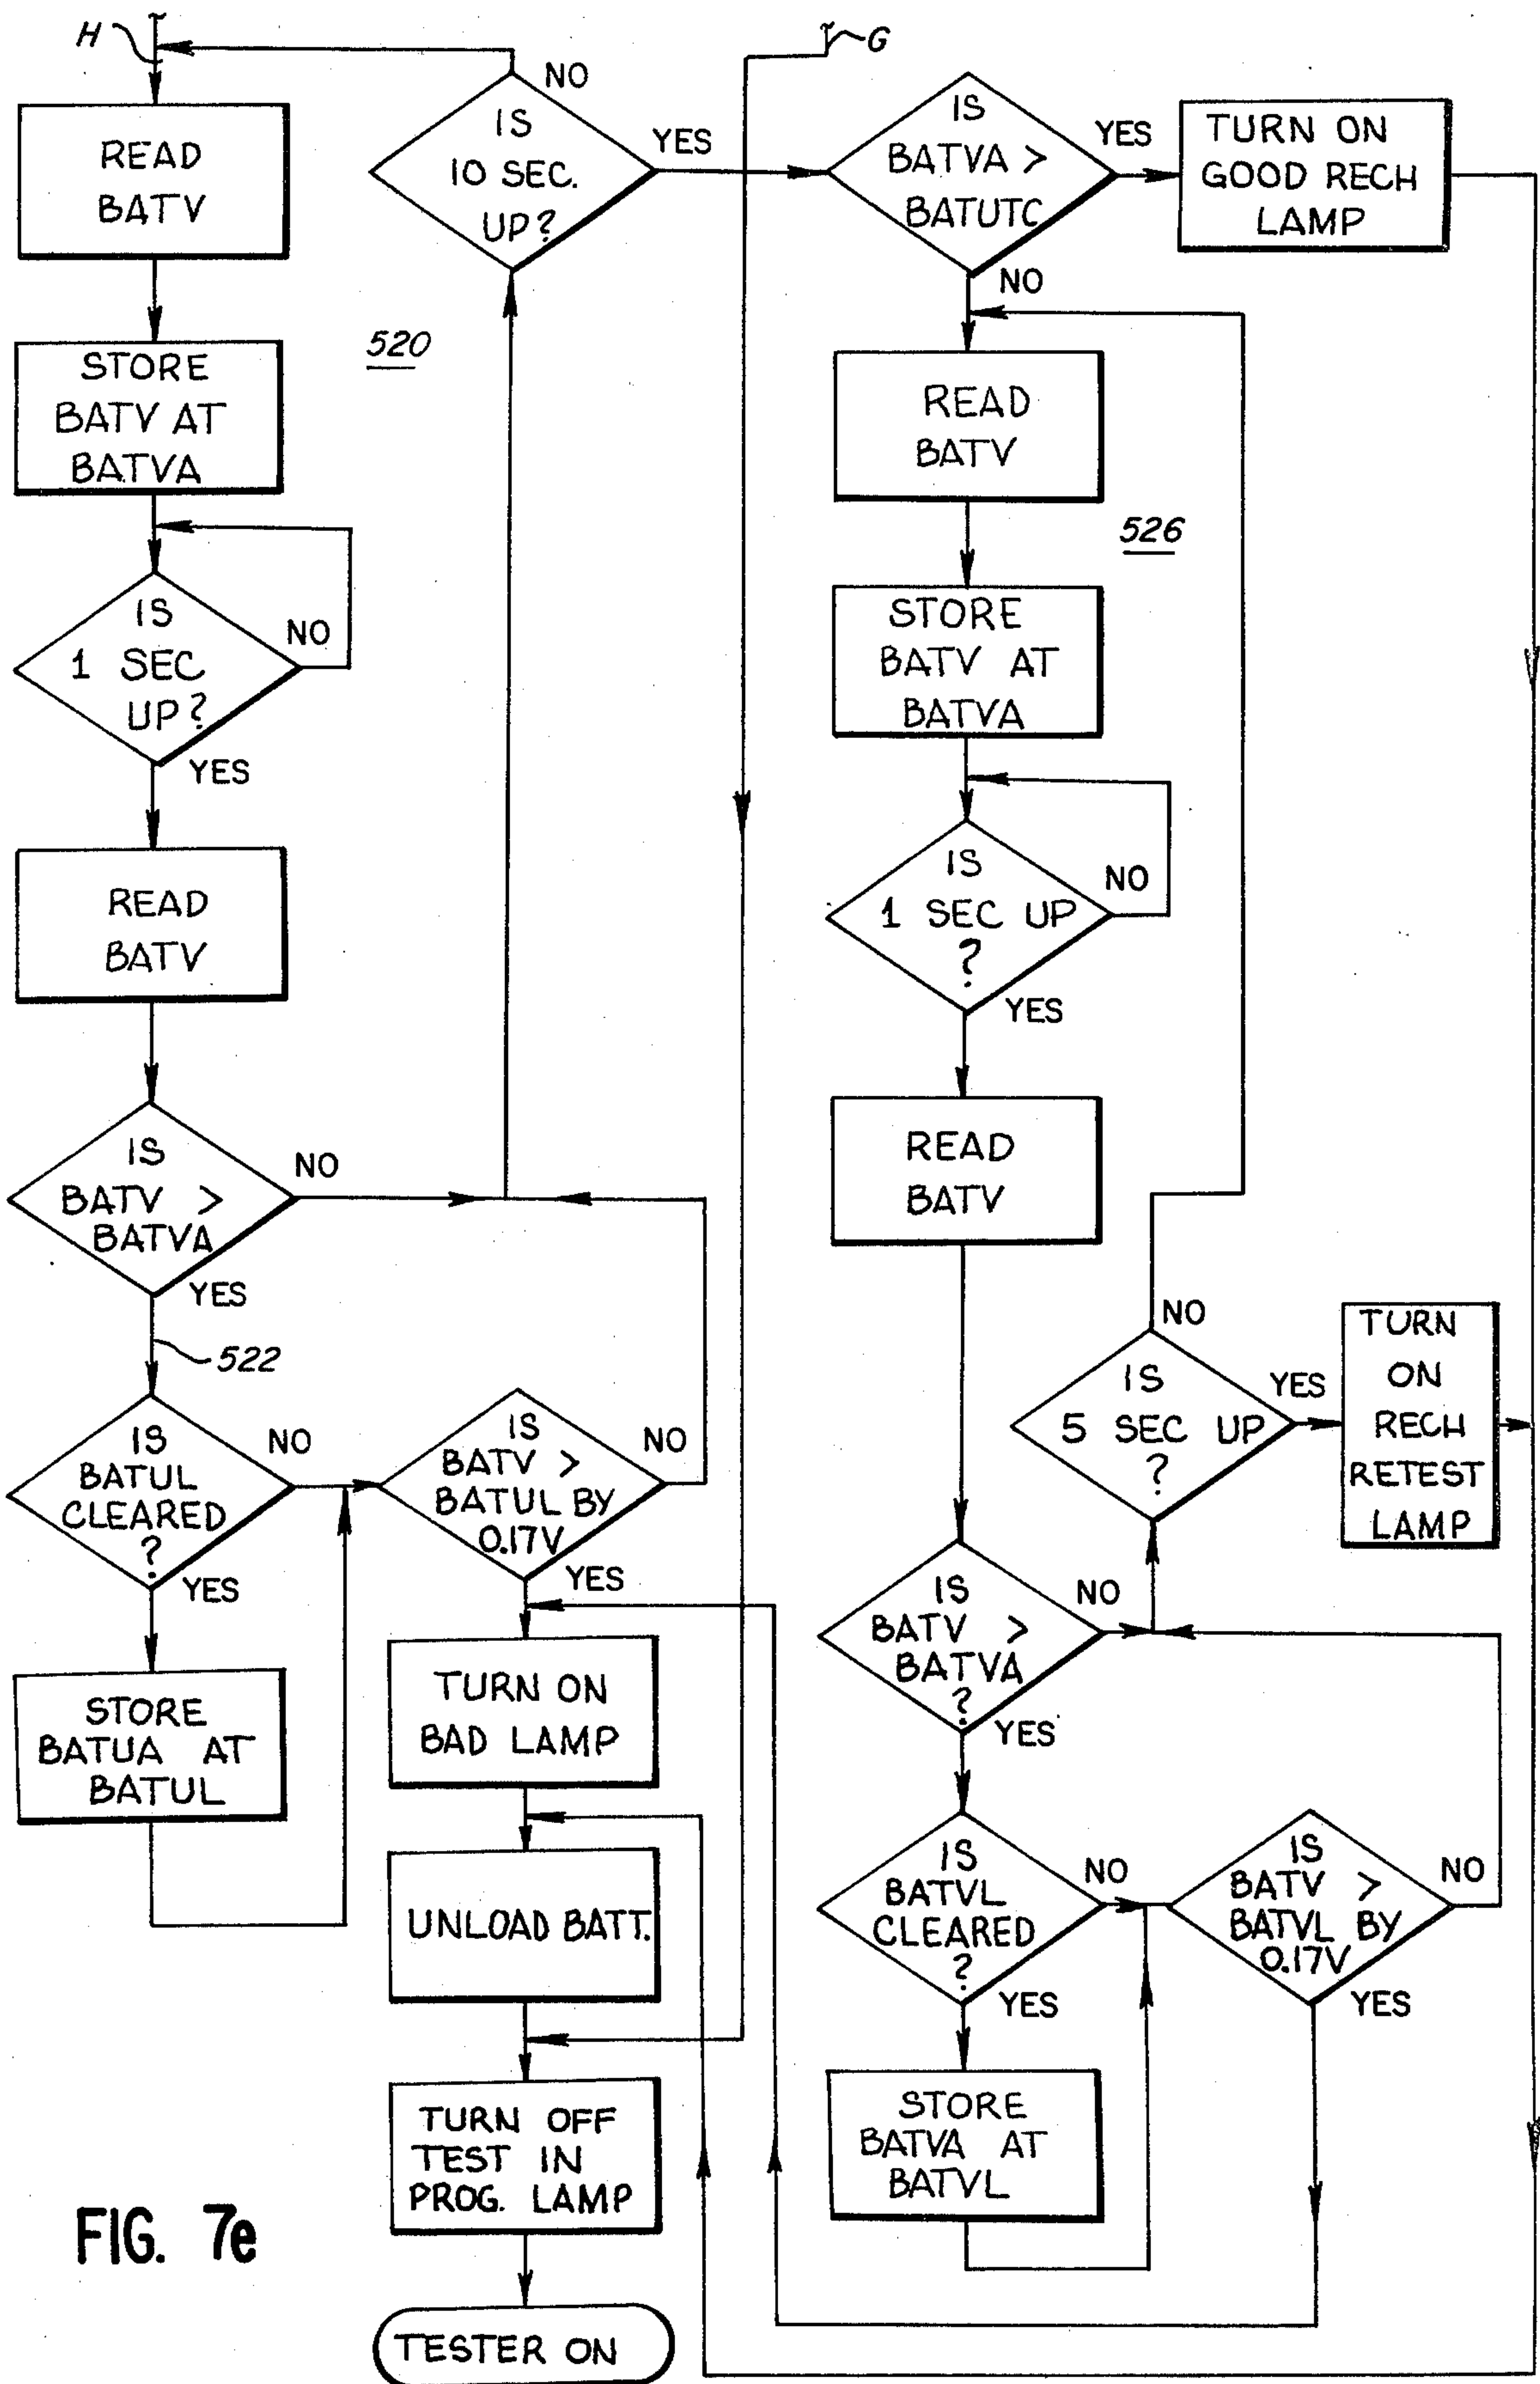 H
READ
BATV
STORE
BATV AT
BATVA
IS
1 SEC
UP?
NO
YES
READ
BATV
IS
BATV >
BATVA
NO
YES
522
IS
BATUL
CLEARED
?
NO
YES
STORE
BATUA AT
BATUL
IS
10 SEC.
UP?
NO
YES
520
IS
BATV >
BATUL BY
0.17V
NO
YES
TURN ON
BAD LAMP
UNLOAD BATT.
TURN OFF
TEST IN
PROG. LAMP
TESTER ON
G
IS
BATVA >
BATUTC
YES
NO
TURN ON
GOOD RECH
LAMP
READ
BATV
526
STORE
BATV AT
BATVA
IS
1 SEC UP
?
NO
YES
READ
BATV
IS
5 SEC UP
?
NO
YES
TURN
ON
RECH
RETEST
LAMP
IS
BATV >
BATVA
?
NO
YES
IS
BATVL
CLEARED
?
NO
YES
IS
BATV >
BATVL BY
0.17V
NO
YES
STORE
BATVA AT
BATVL
FIG. 7e